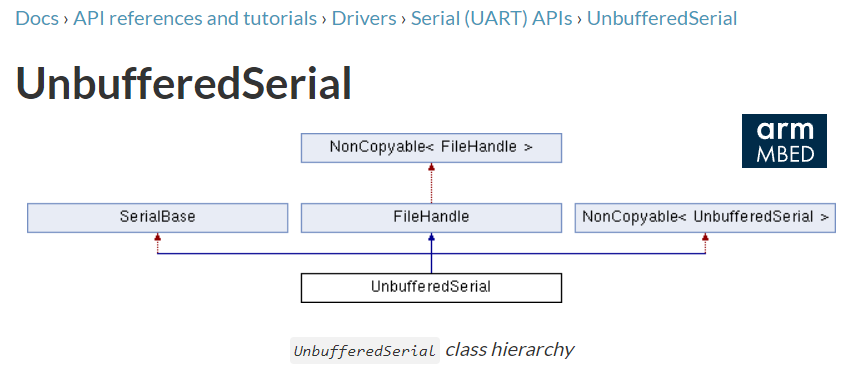 Docs › API references and tutorials › Drivers › Serial (UART) APIs › UnbufferedSerial
UnbufferedSerial
arm
MBED
NonCopyable< FileHandle >
SerialBase
FileHandle
NonCopyable< UnbufferedSerial >
UnbufferedSerial
UnbufferedSerial class hierarchy